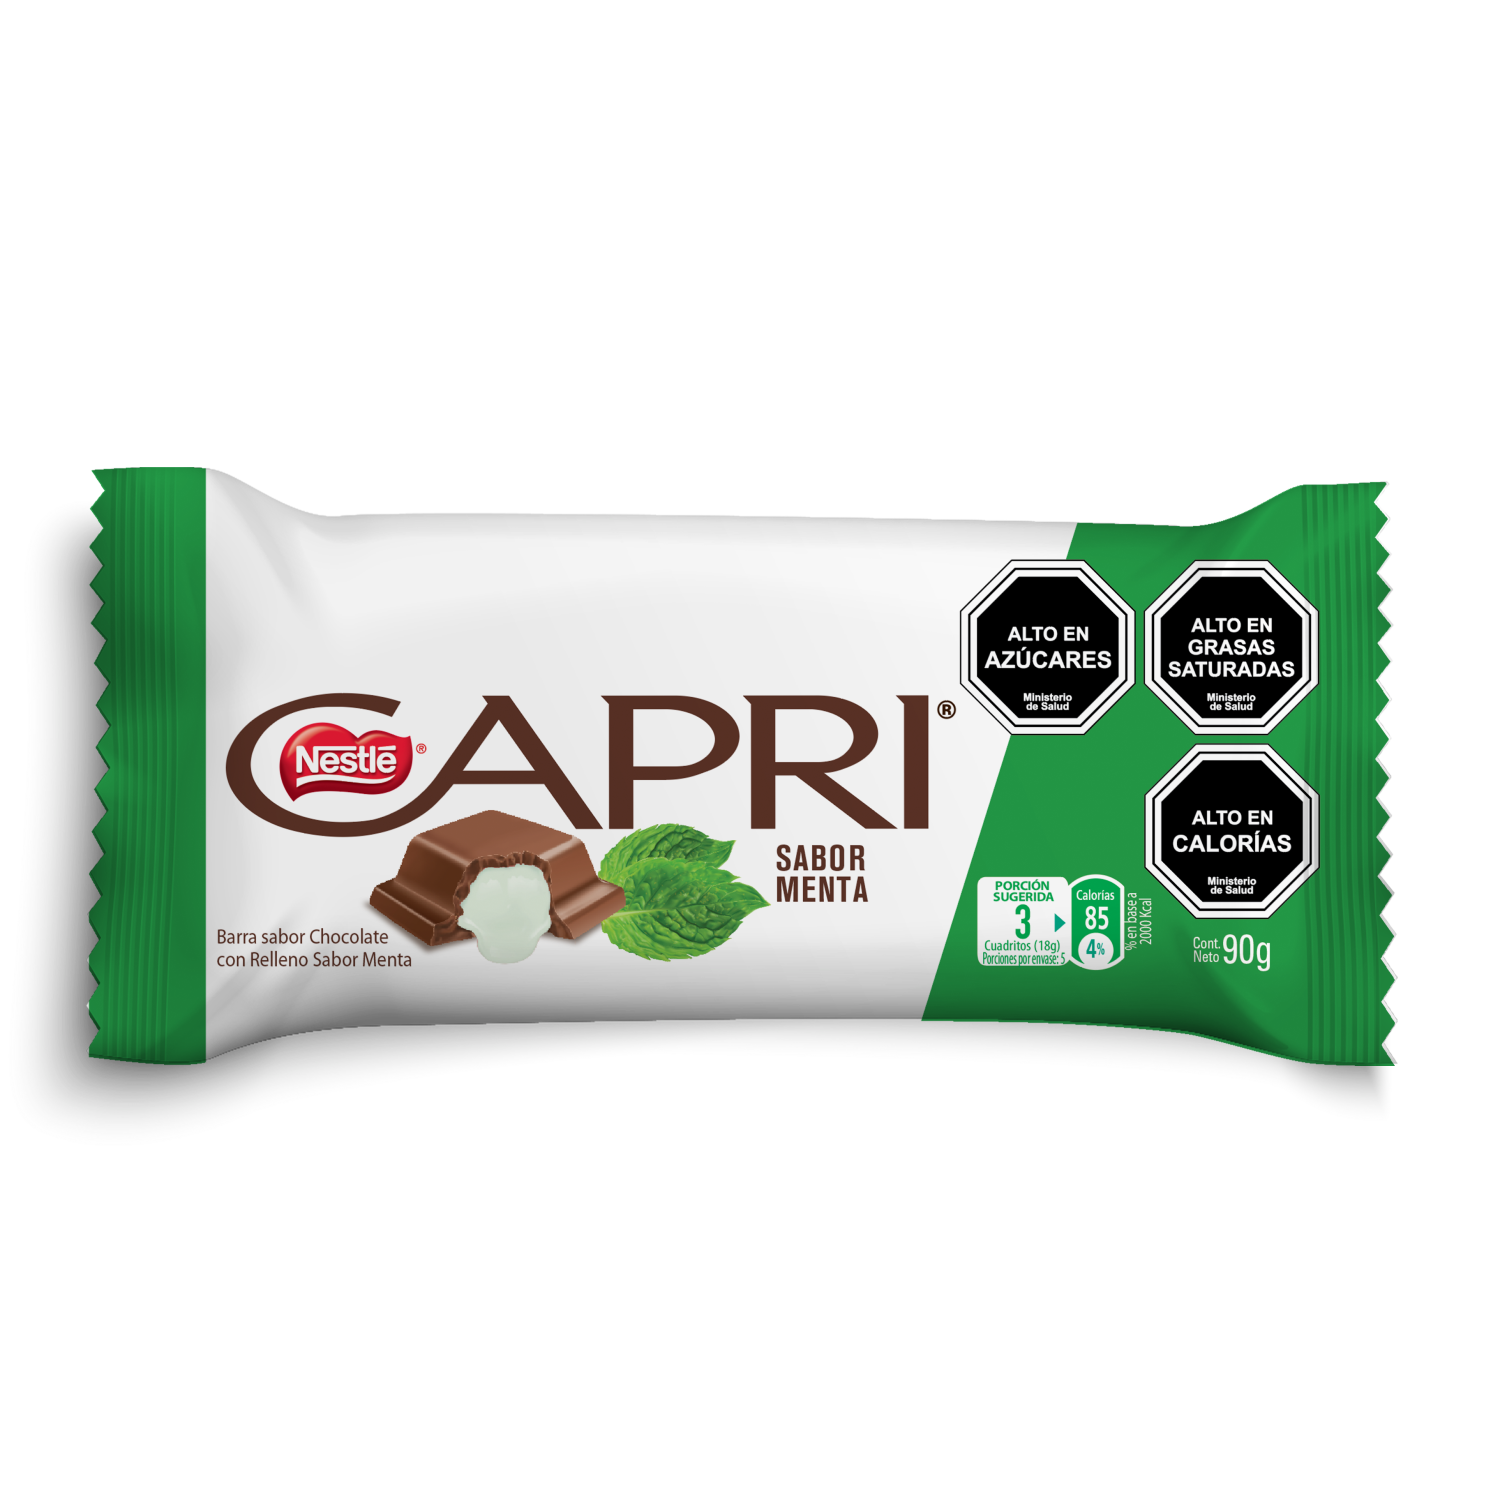 Nestlé®
CAPRI®
SABOR
MENTA
Barra sabor Chocolate
con Relleno Sabor Menta
ALTO EN
AZÚCARES
Ministerio
de Salud
ALTO EN
GRASAS
SATURADAS
Ministerio
de Salud
ALTO EN
CALORÍAS
Ministerio
de Salud
PORCIÓN
SUGERIDA
3
Cuadritos (18g)
Porciones por envase: 5
Calorías
85
4%
% en base a
2000 Kcal
Cont.
Neto 90g